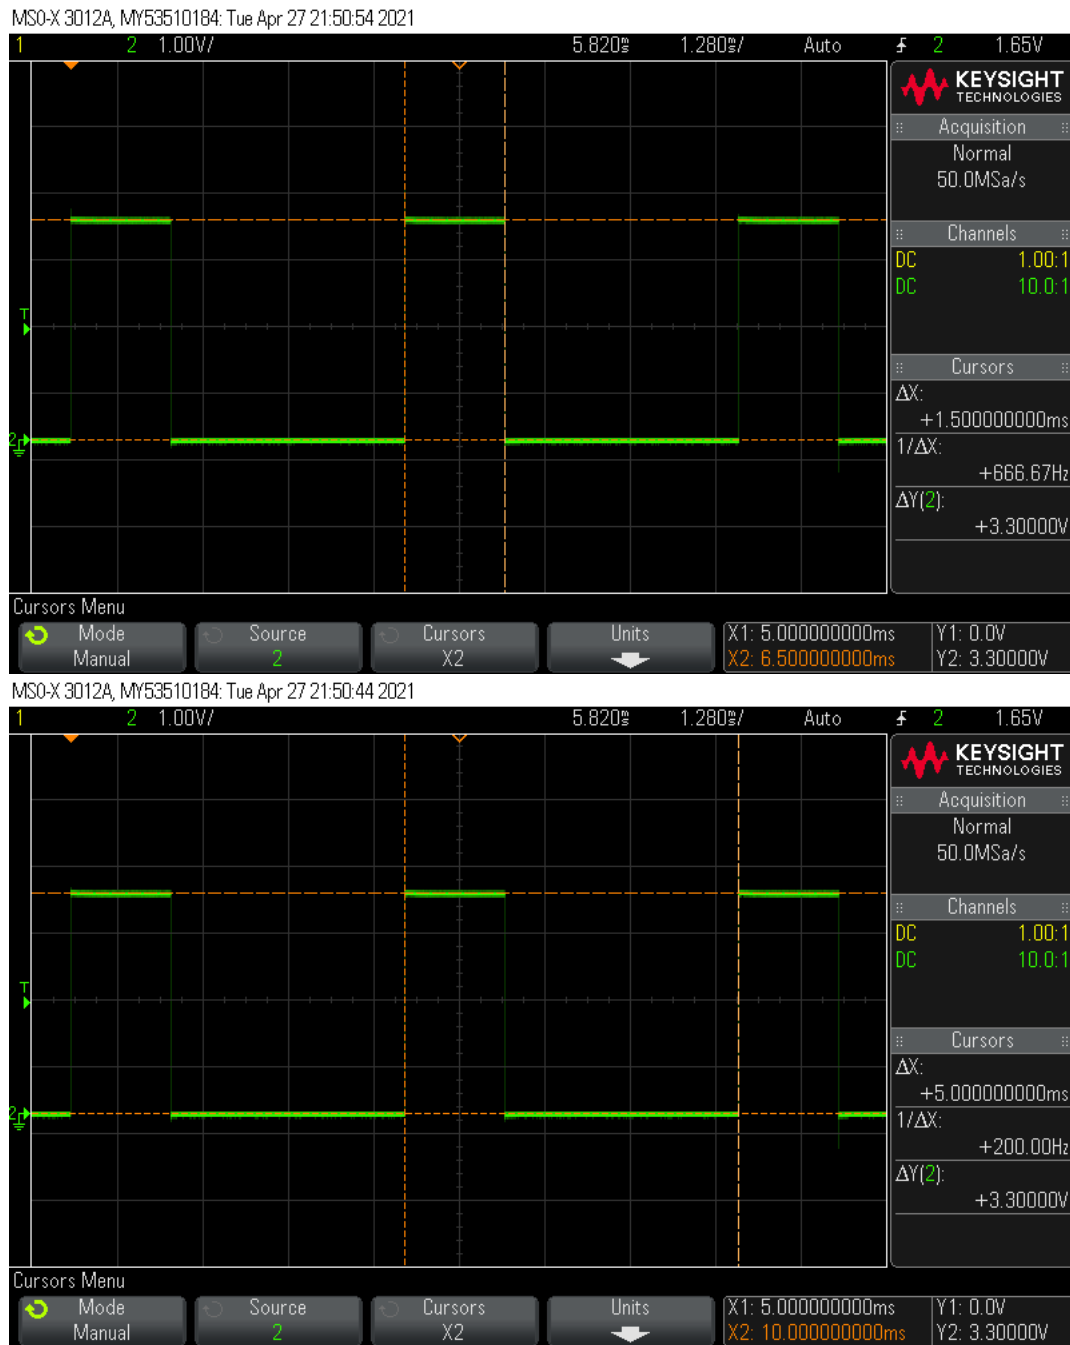 MSO-X 3012A, MY53510184: Tue Apr 27 21:50:54 2021
1 2 1.00V/ 5.820ms 1.280ms/ Auto 2 1.65V
KEYSIGHT
TECHNOLOGIES
Acquisition
Normal
50.0MSa/s
Channels
DC 1.00:1
DC 10.0:1
T
2
Cursors
ΔX:
+1.500000000ms
1/ΔX:
+666.67Hz
ΔY(2):
+3.30000V
Cursors Menu
Mode
Manual
Source
2
Cursors
X2
Units
X1: 5.000000000ms
X2: 6.500000000ms
Y1: 0.0V
Y2: 3.30000V
MSO-X 3012A, MY53510184: Tue Apr 27 21:50:44 2021
1 2 1.00V/ 5.820ms 1.280ms/ Auto 2 1.65V
KEYSIGHT
TECHNOLOGIES
Acquisition
Normal
50.0MSa/s
Channels
DC 1.00:1
DC 10.0:1
T
2
Cursors
ΔX:
+5.000000000ms
1/ΔX:
+200.00Hz
ΔY(2):
+3.30000V
Cursors Menu
Mode
Manual
Source
2
Cursors
X2
Units
X1: 5.000000000ms
X2: 10.000000000ms
Y1: 0.0V
Y2: 3.30000V